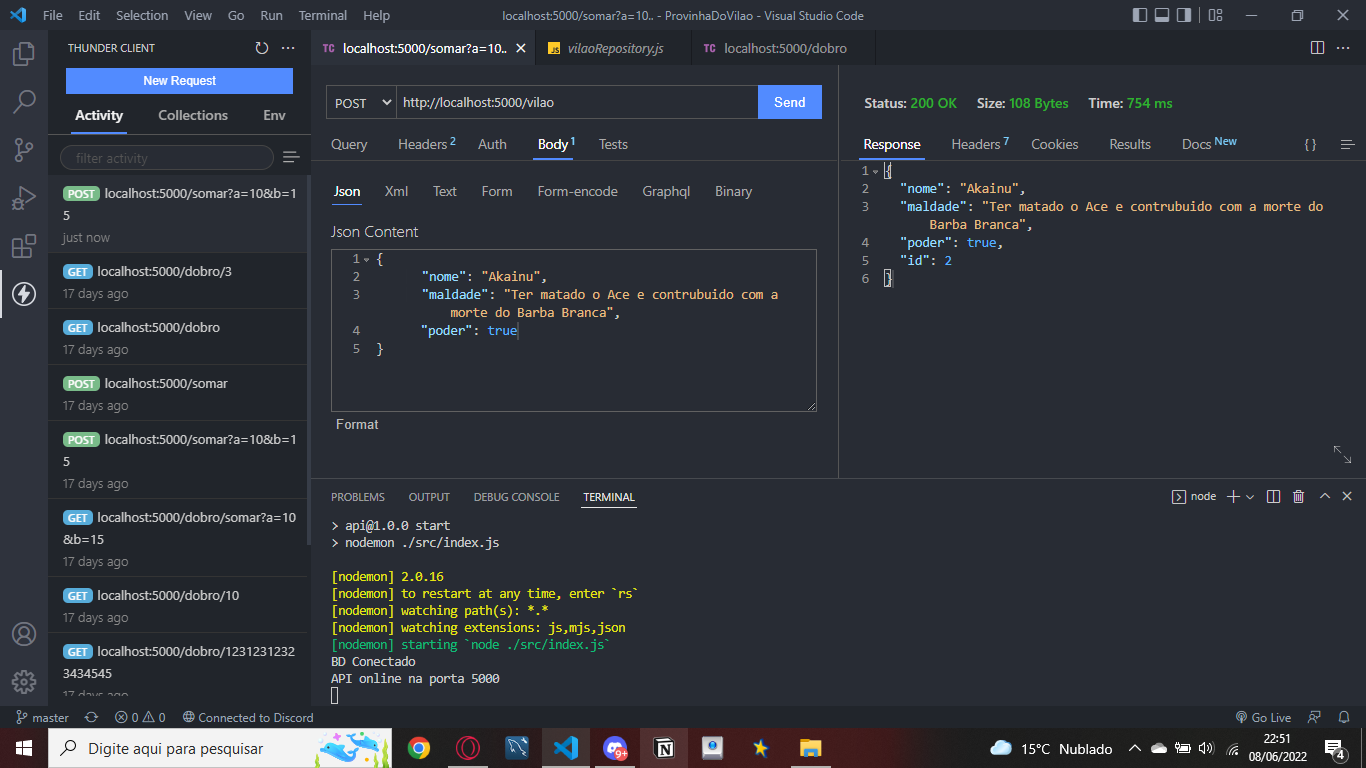 File Edit Selection View Go Run Terminal Help localhost:5000/somar?a=10.. - ProvinhaDoVilao - Visual Studio Code
THUNDER CLIENT
New Request
Activity Collections Env
filter activity
POST localhost:5000/somar?a=10&b=1
5
just now
GET localhost:5000/dobro/3
17 days ago
GET localhost:5000/dobro
17 days ago
POST localhost:5000/somar
17 days ago
POST localhost:5000/somar?a=10&b=1
5
17 days ago
GET localhost:5000/dobro/somar?a=10
&b=15
17 days ago
GET localhost:5000/dobro/10
17 days ago
GET localhost:5000/dobro/1231231232
3434545
17 days ago
TC localhost:5000/somar?a=10.. JS vilaoRepository.js TC localhost:5000/dobro
POST http://localhost:5000/vilao Send
Query Headers 2 Auth Body 1 Tests
Json Xml Text Form Form-encode Graphql Binary
Json Content
1 {
2 "nome": "Akainu",
3 "maldade": "Ter matado o Ace e contrubuido com a
morte do Barba Branca",
4 "poder": true
5 }
Format
Status: 200 OK Size: 108 Bytes Time: 754 ms
Response Headers 7 Cookies Results Docs New { }
1 {
2 "nome": "Akainu",
3 "maldade": "Ter matado o Ace e contrubuido com a morte do
Barba Branca",
4 "poder": true,
5 "id": 2
6 }
PROBLEMS OUTPUT DEBUG CONSOLE TERMINAL node
> api@1.0.0 start
> nodemon ./src/index.js
[nodemon] 2.0.16
[nodemon] to restart at any time, enter `rs`
[nodemon] watching path(s): *.*
[nodemon] watching extensions: js,mjs,json
[nodemon] starting `node ./src/index.js`
BD Conectado
API online na porta 5000
master 0 0 Connected to Discord Go Live
Digite aqui para pesquisar 9+ 15°C Nublado 22:51
08/06/2022 4